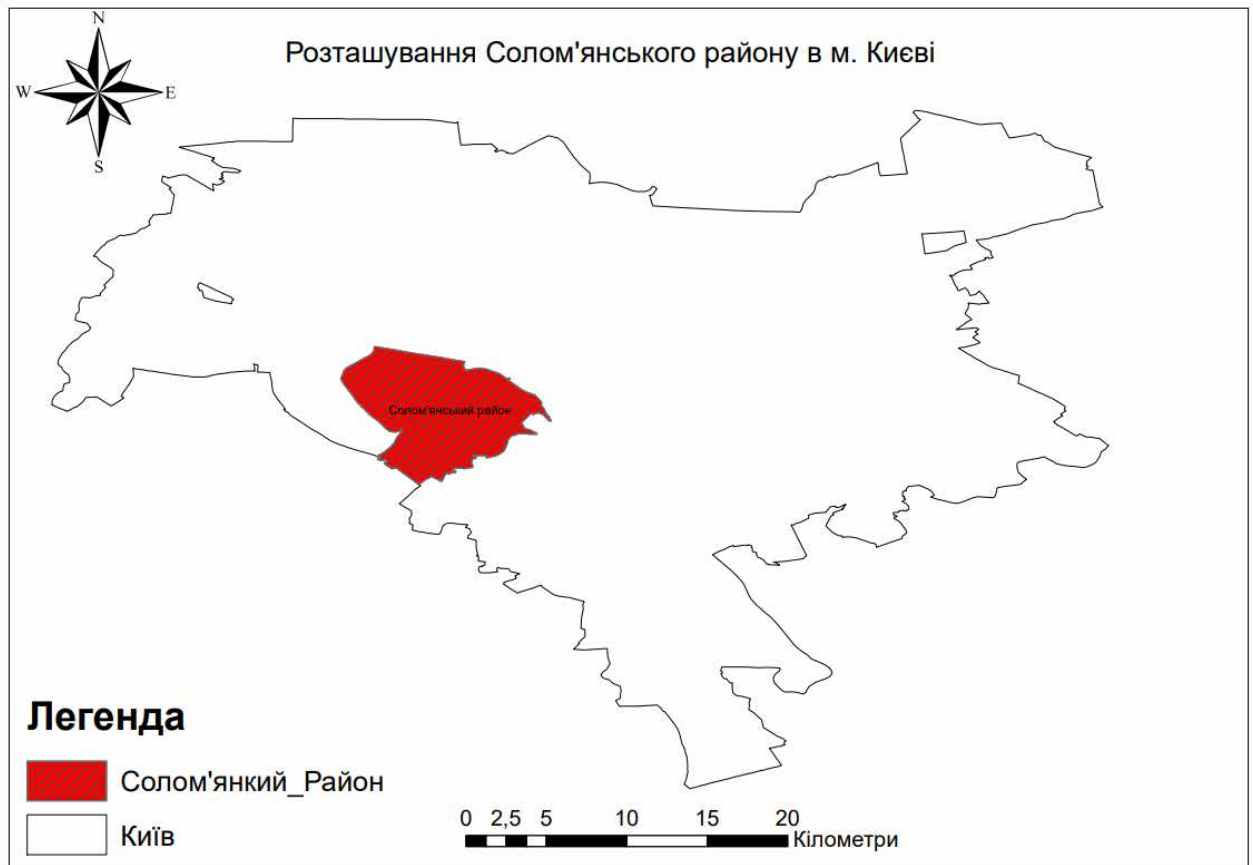 N
Розташування Солом'янського району в м. Києві
W E
S
Солом'янський район
Легенда
Солом'янкий_Район
Київ
0 2,5 5 10 15 20
Кілометри